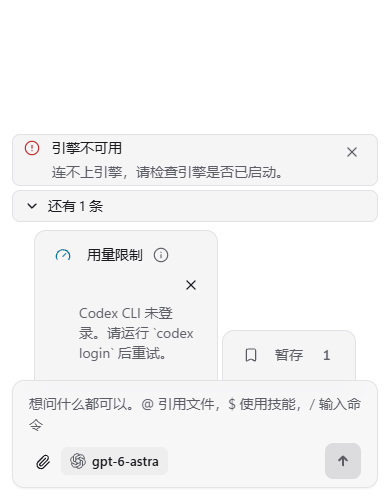 引擎不可用
连不上引擎，请检查引擎是否已启动。
还有 1 条
用量限制
Codex CLI 未登
录。请运行 `codex
login` 后重试。
暂存 1
想问什么都可以。@ 引用文件，$ 使用技能，/ 输入命
令
gpt-6-astra